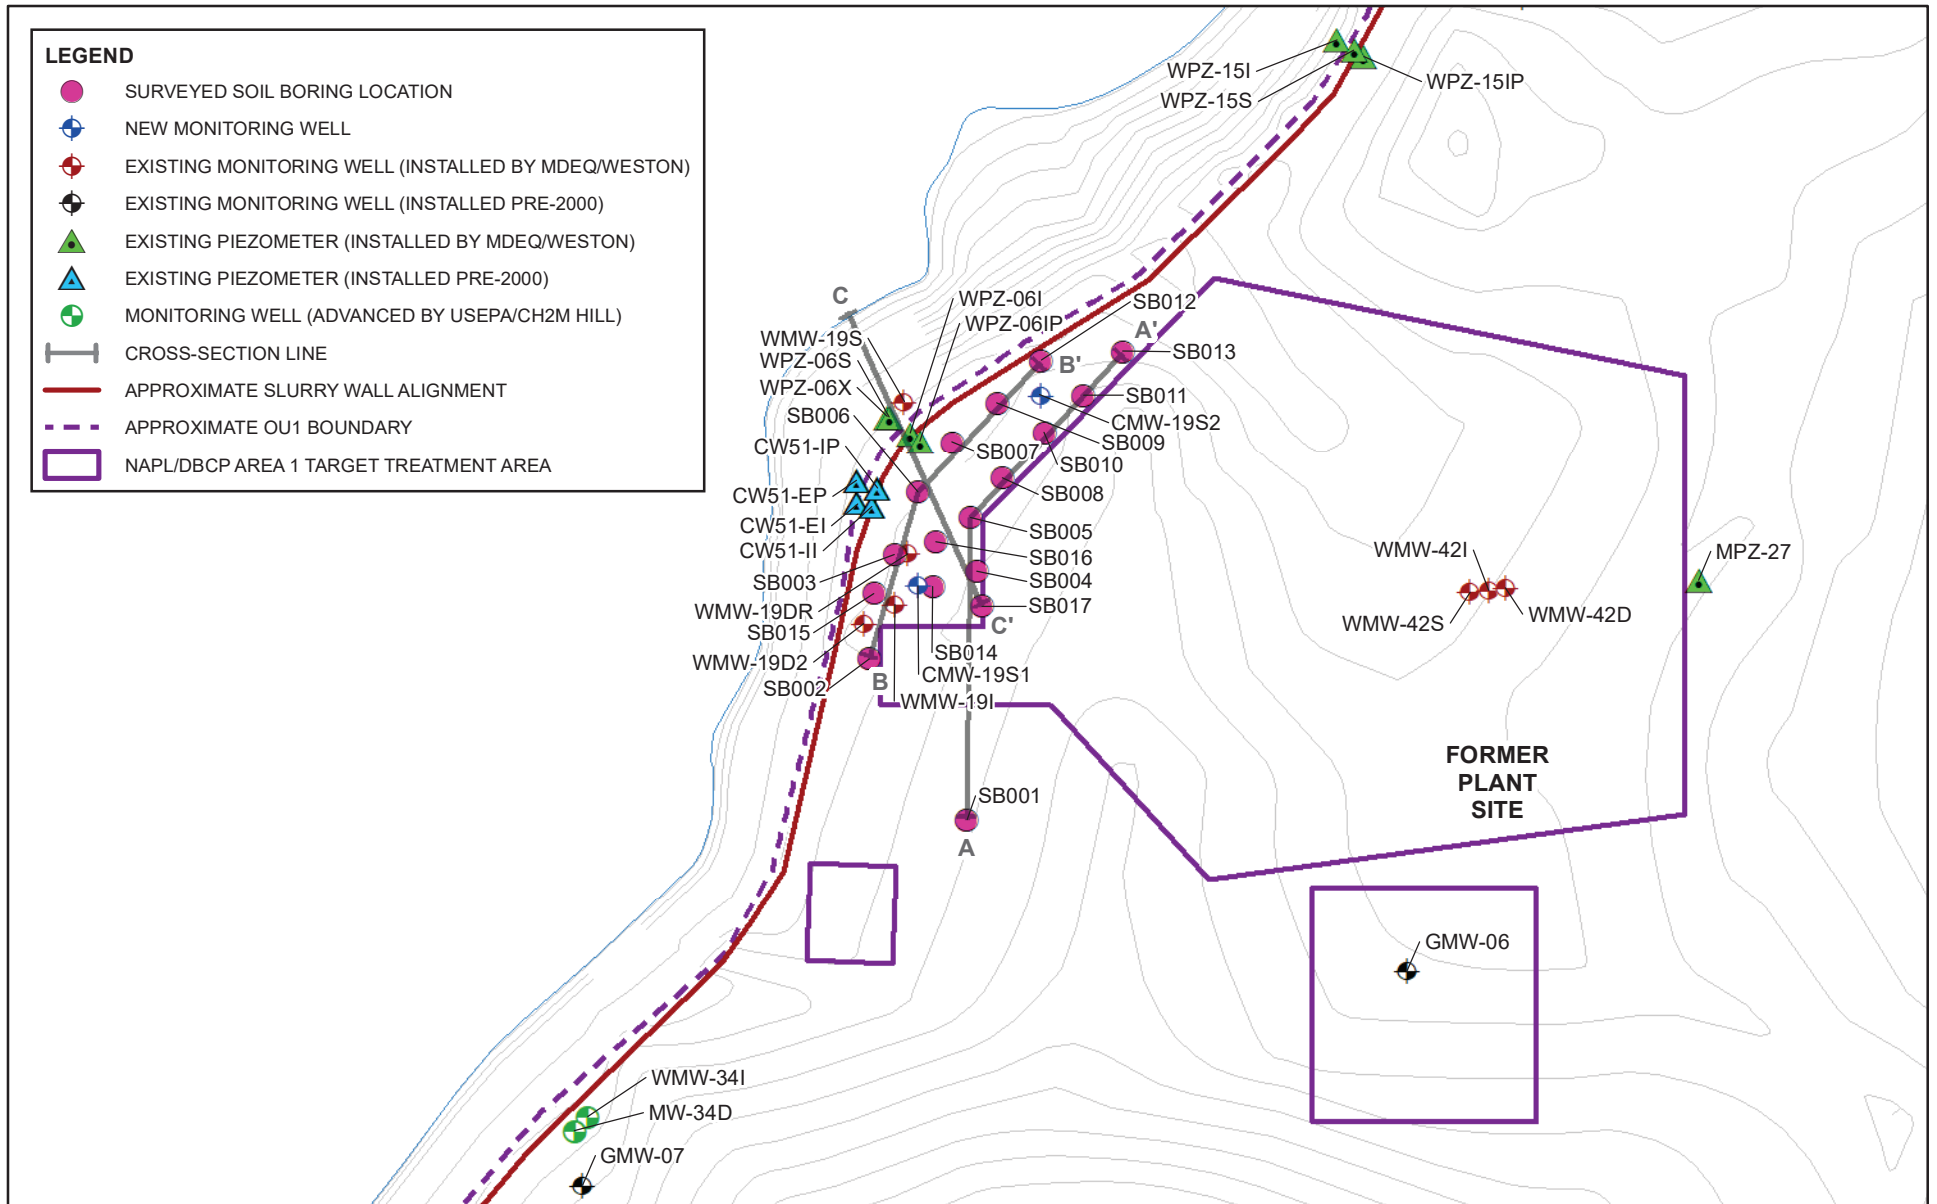 LEGEND
SURVEYED SOIL BORING LOCATION
NEW MONITORING WELL
EXISTING MONITORING WELL (INSTALLED BY MDEQ/WESTON)
EXISTING MONITORING WELL (INSTALLED PRE-2000)
EXISTING PIEZOMETER (INSTALLED BY MDEQ/WESTON)
EXISTING PIEZOMETER (INSTALLED PRE-2000)
MONITORING WELL (ADVANCED BY USEPA/CH2M HILL)
CROSS-SECTION LINE
APPROXIMATE SLURRY WALL ALIGNMENT
APPROXIMATE OU1 BOUNDARY
NAPL/DBCP AREA 1 TARGET TREATMENT AREA
WPZ-15I
WPZ-15S
WPZ-15IP
C
WPZ-06I
WPZ-06IP
SB012
A'
SB013
B'
WMW-19S
WPZ-06S
WPZ-06X
SB006
CW51-IP
CW51-EP
CW51-EI
CW51-II
SB003
WMW-19DR
SB015
WMW-19D2
SB002
B
SB011
CMW-19S2
SB009
SB010
SB007
SB008
SB005
SB016
SB004
SB017
C'
SB014
CMW-19S1
WMW-19I
SB001
A
WMW-42I
WMW-42S
WMW-42D
MPZ-27
FORMER
PLANT
SITE
GMW-06
WMW-34I
MW-34D
GMW-07